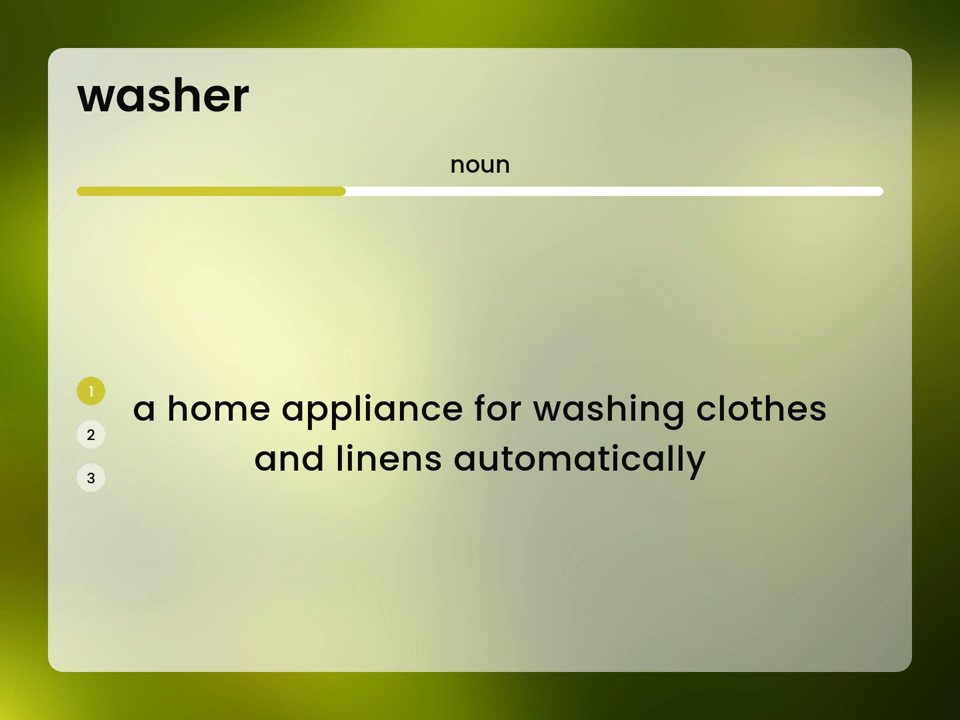 washer
noun
1
2
3
a home appliance for washing clothes
and linens automatically